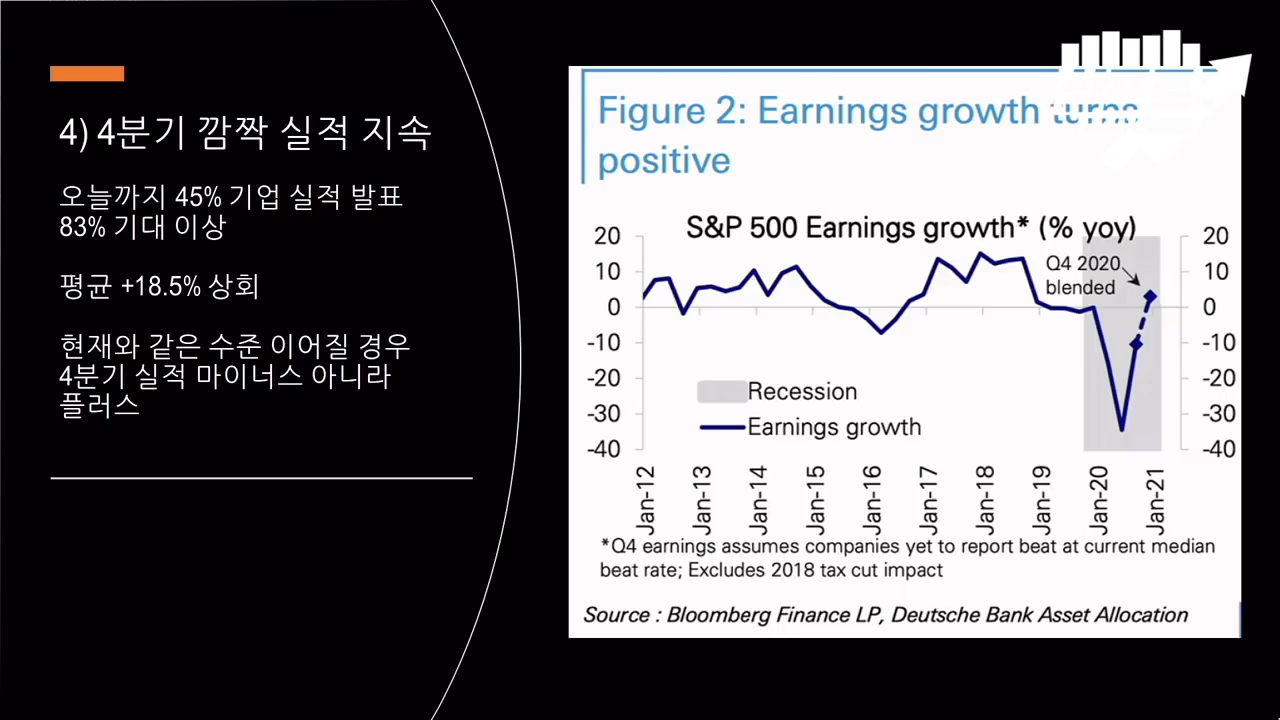 4) 4분기 깜짝 실적 지속
오늘까지 45% 기업 실적 발표
83% 기대 이상
평균 +18.5% 상회
현재와 같은 수준 이어질 경우
4분기 실적 마이너스 아니라
플러스
Figure 2: Earnings growth turns
positive
S&P 500 Earnings growth* (% yoy)
20
10
0
-10
-20
-30
-40
20
10
0
-10
-20
-30
-40
Q4 2020
blended
Recession
Earnings growth
Jan-12
Jan-13
Jan-14
Jan-15
Jan-16
Jan-17
Jan-18
Jan-19
Jan-20
Jan-21
*Q4 earnings assumes companies yet to report beat at current median
beat rate; Excludes 2018 tax cut impact
Source : Bloomberg Finance LP, Deutsche Bank Asset Allocation